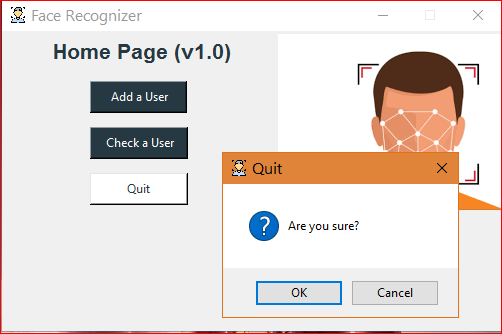 Face Recognizer
Home Page (v1.0)
Add a User
Check a User
Quit
Quit
?
Are you sure?
OK
Cancel